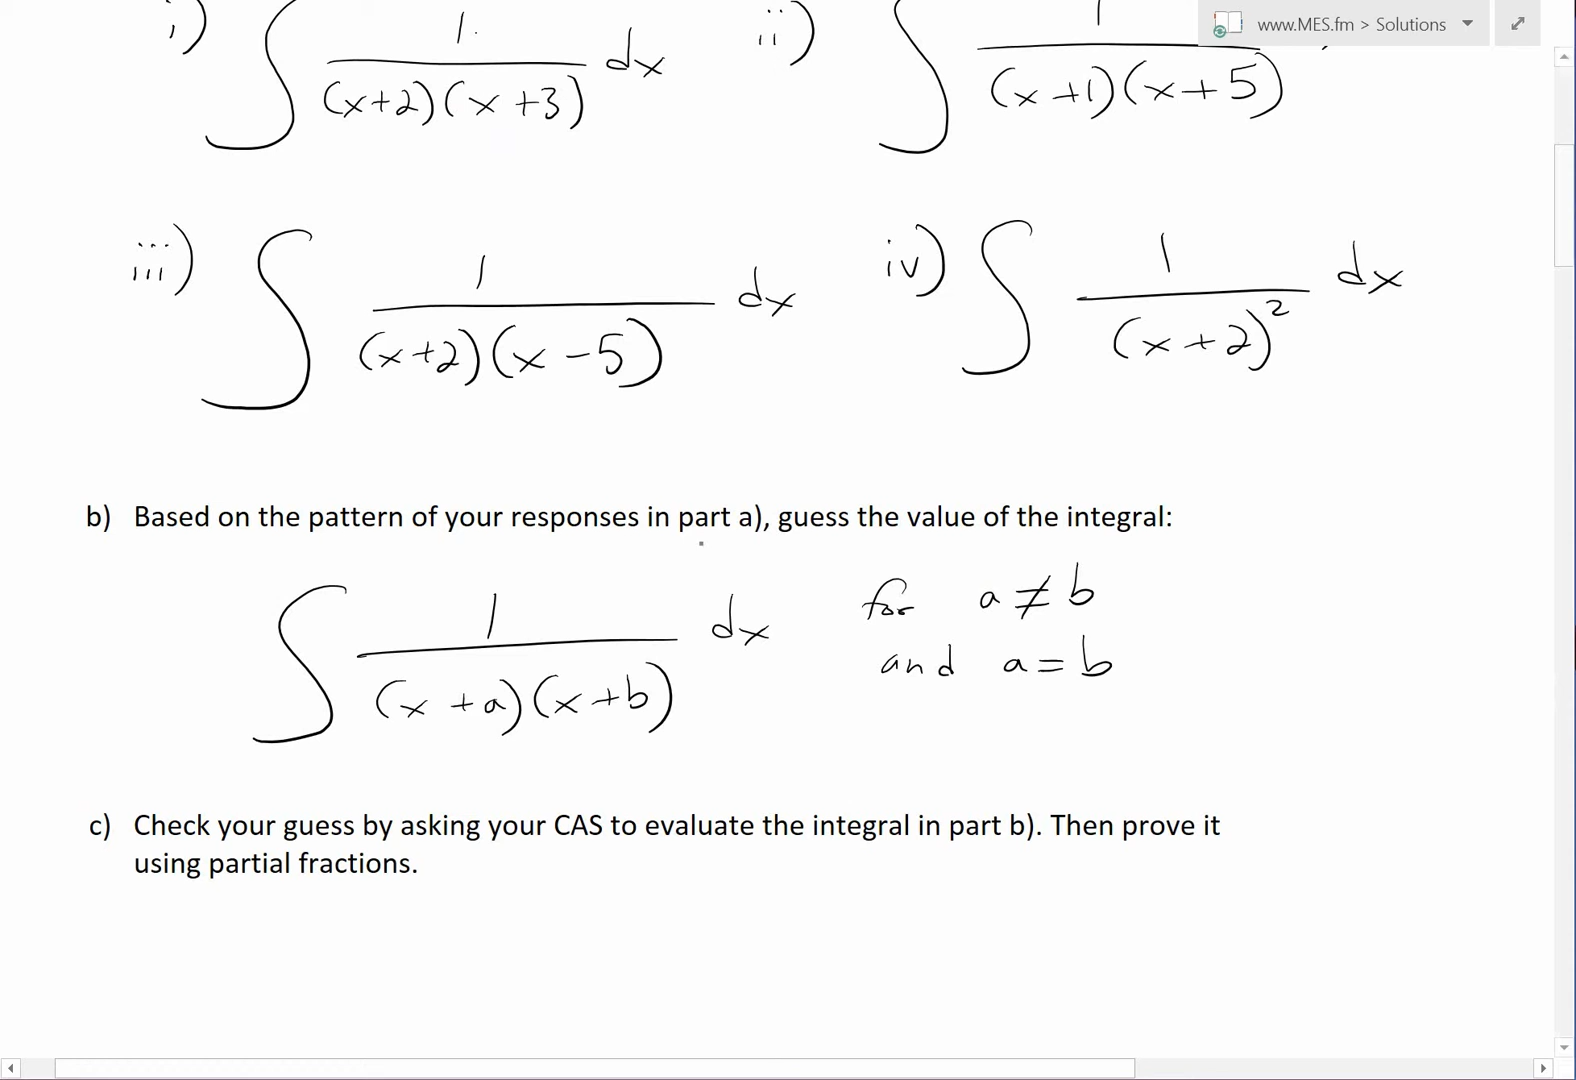 www.MES.fm > Solutions
i) ∫ 1/((x+2)(x+3)) dx ii) ∫ 1/((x+1)(x+5))
iii) ∫ 1/((x+2)(x-5)) dx iv) ∫ 1/(x+2)² dx
b) Based on the pattern of your responses in part a), guess the value of the integral:
∫ 1/((x+a)(x+b)) dx for a ≠ b
and a = b
c) Check your guess by asking your CAS to evaluate the integral in part b). Then prove it
using partial fractions.